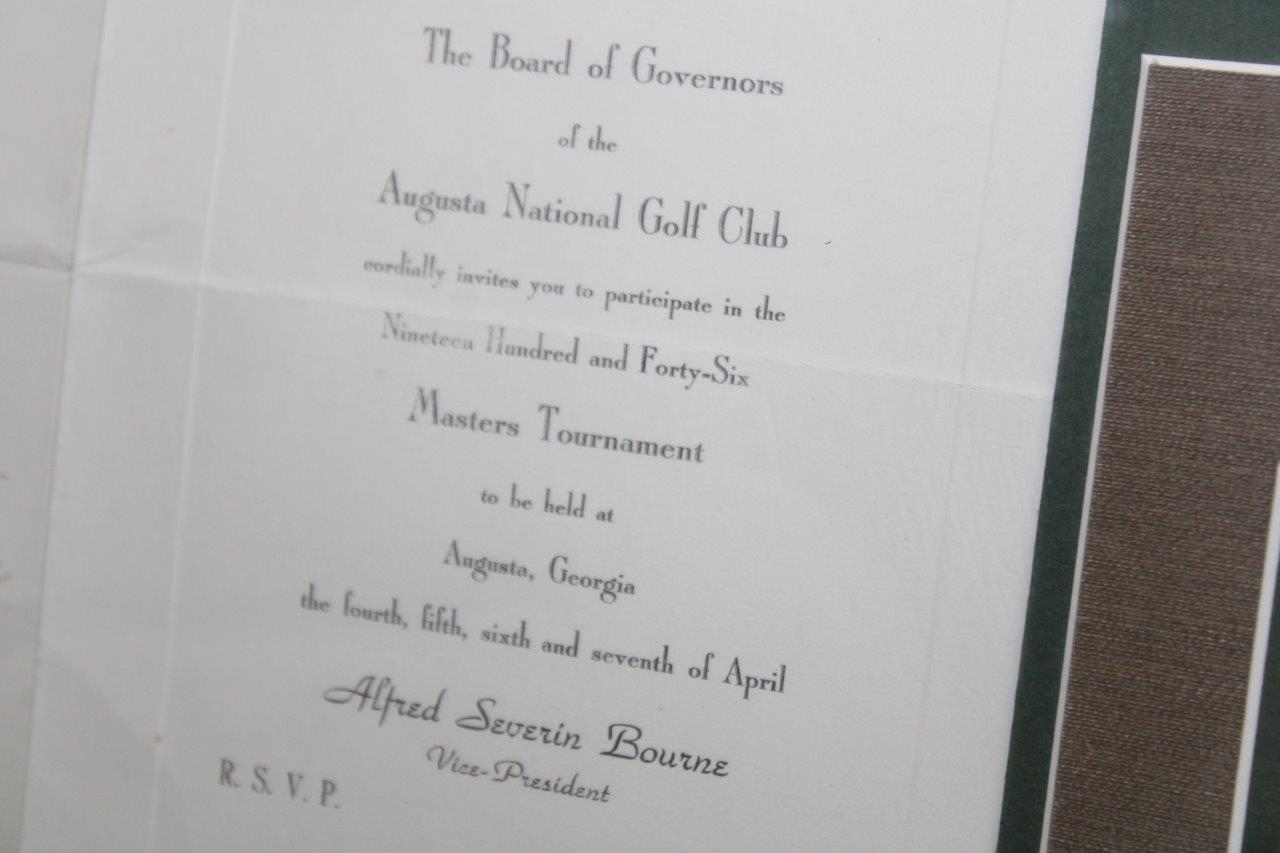 The Board of Governors
of the
Augusta National Golf Club
cordially invites you to participate in the
Nineteen Hundred and Forty-Six
Masters Tournament
to be held at
Augusta, Georgia
the fourth, fifth, sixth and seventh of April
Alfred Severin Bourne
Vice-President
R. S. V. P.